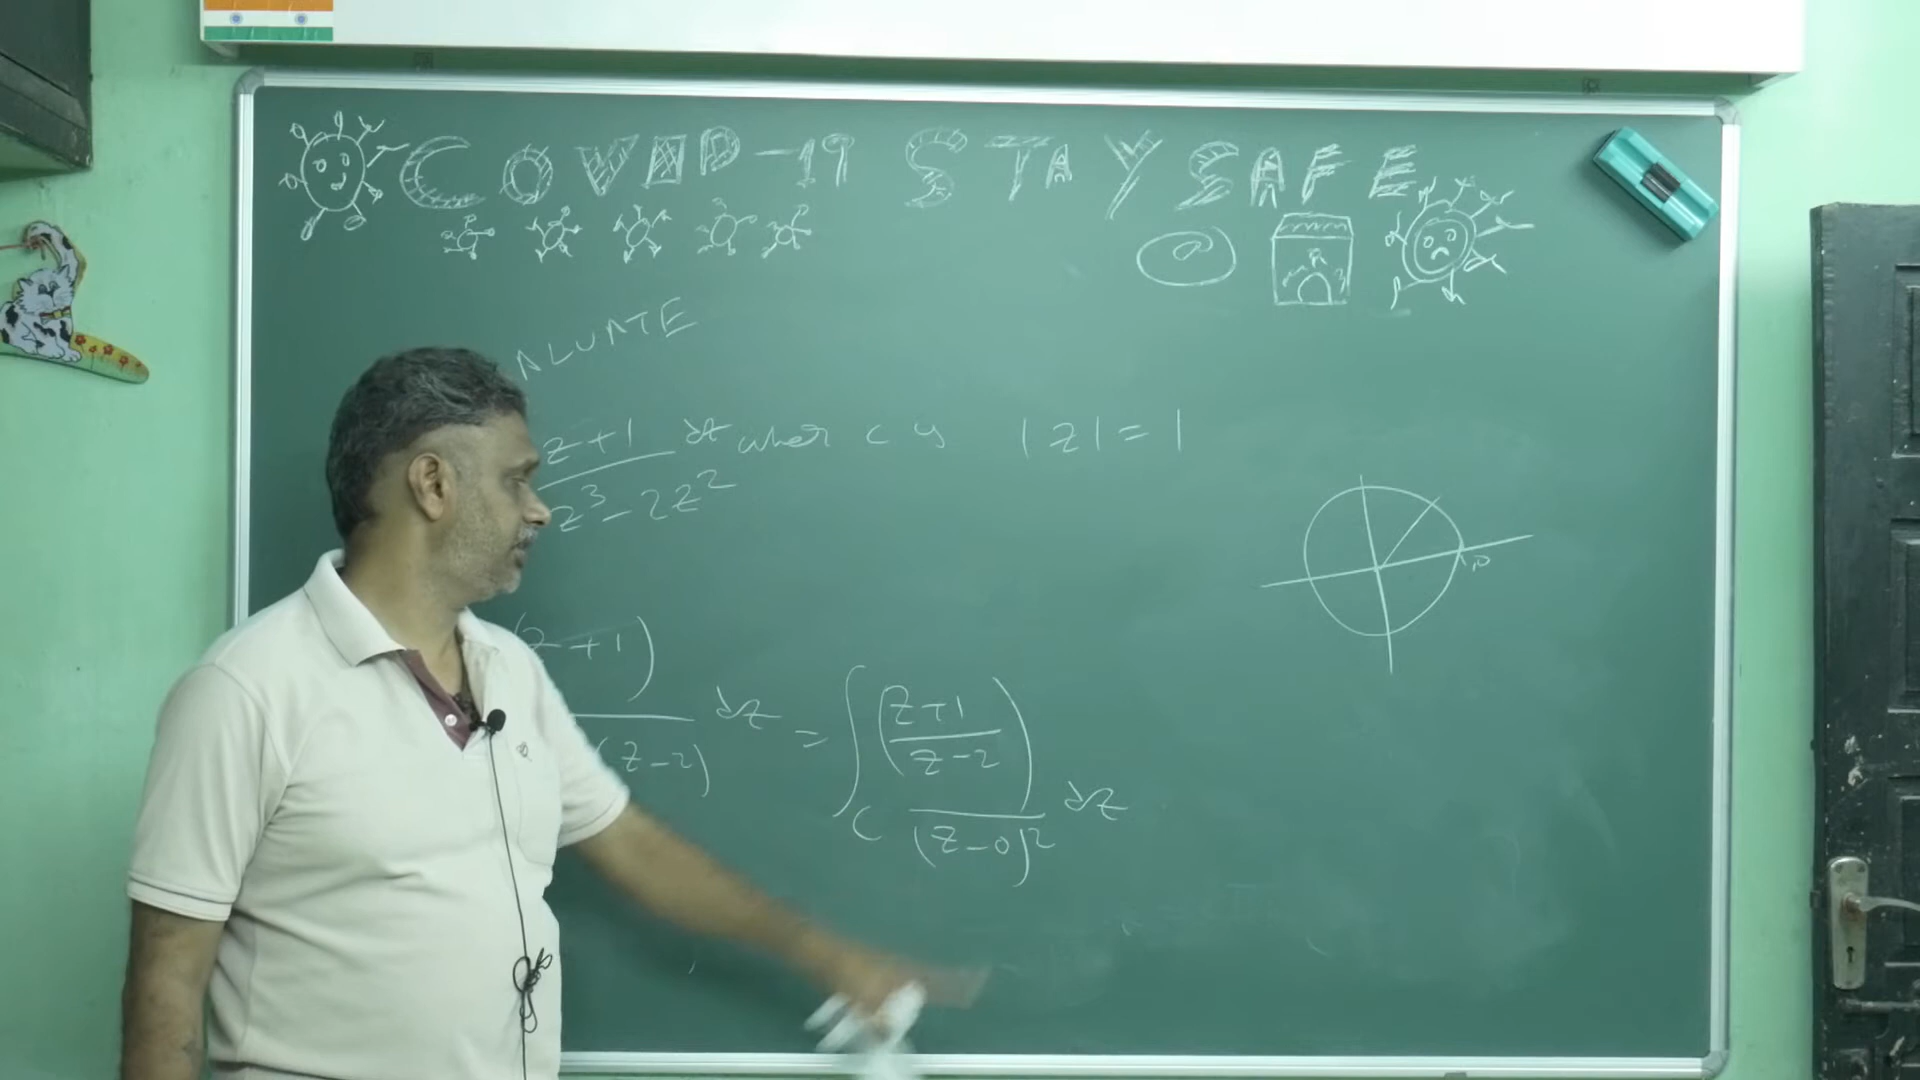 COVID-19 STAY SAFE
ALUATE
z+1 dz where C is |z| = 1
z³-2z²
(z+1)
dz = ∫ (z+1
(z-2) z-2)
C (z-0)² dz